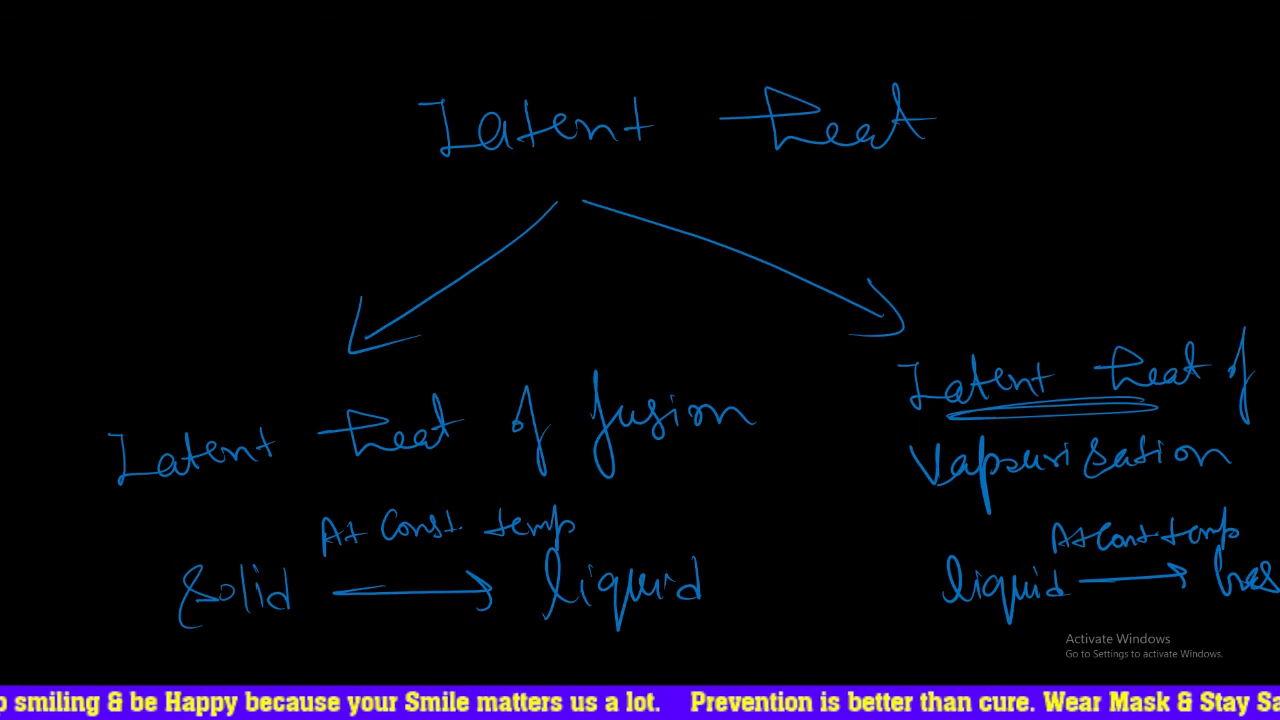 Latent Heat
Latent Heat of fusion
At Const. temp
Solid → liquid
Latent Heat of
Vapourisation
At Const. temp
liquid → Gas
Activate Windows
Go to Settings to activate Windows.
smiling & be Happy because your Smile matters us a lot. Prevention is better than cure. Wear Mask & Stay